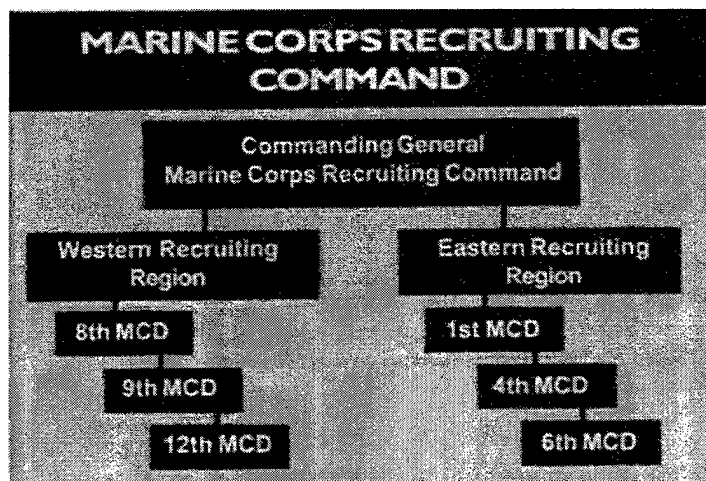 MARINE CORPS RECRUITING
COMMAND
Commanding General
Marine Corps Recruiting Command
Western Recruiting
Region
8th MCD
9th MCD
12th MCD
Eastern Recruiting
Region
1st MCD
4th MCD
6th MCD